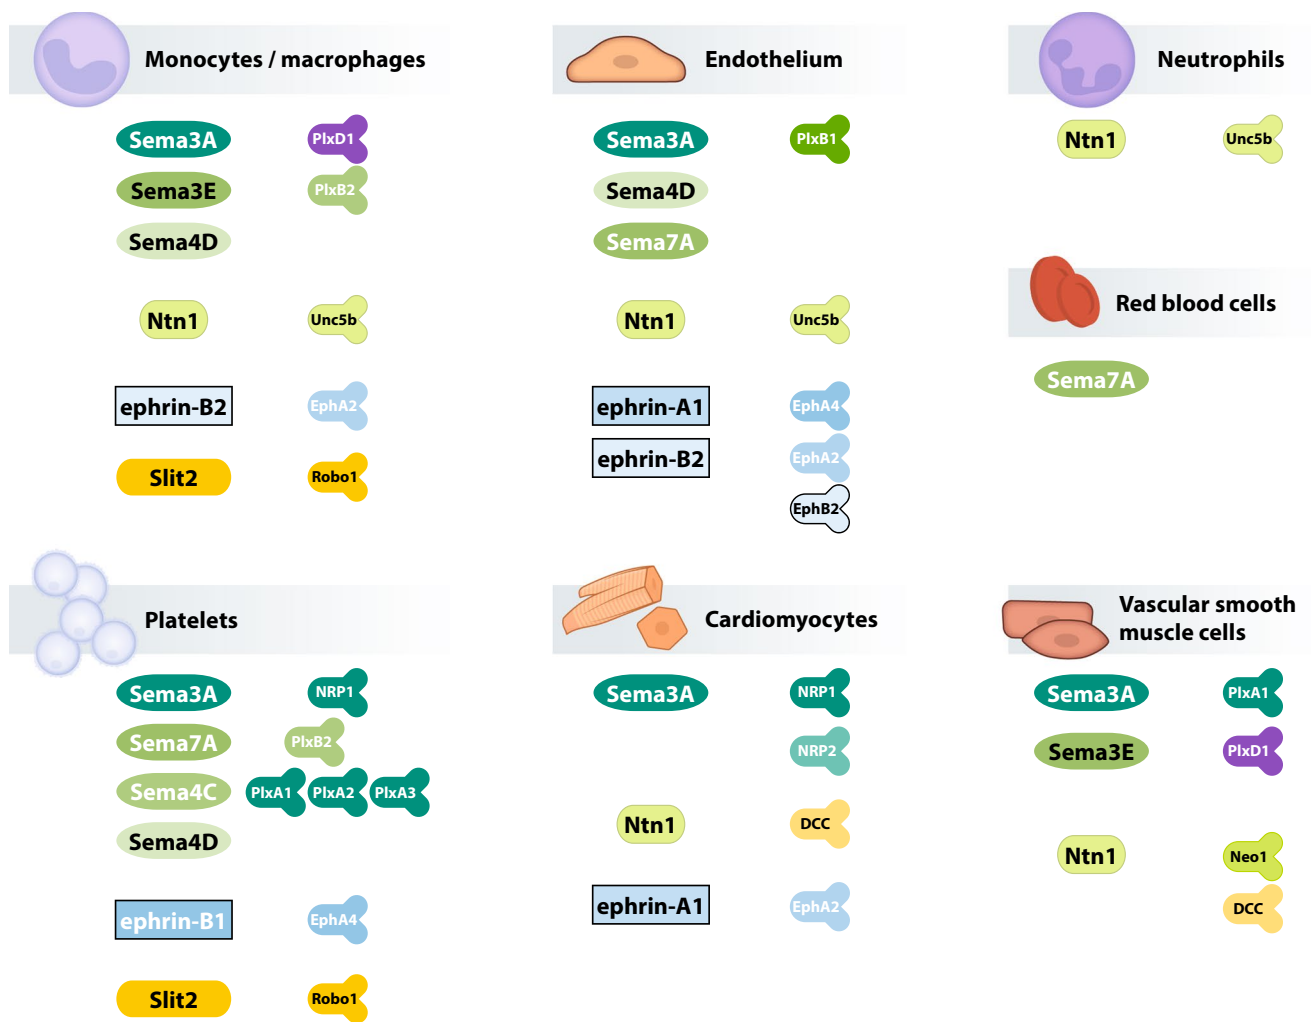 Monocytes / macrophages
Sema3A PlxD1
Sema3E PlxB2
Sema4D
Ntn1 Unc5b
ephrin-B2 EphA2
Slit2 Robo1
Endothelium
Sema3A PlxB1
Sema4D
Sema7A
Ntn1 Unc5b
ephrin-A1 EphA4
ephrin-B2 EphA2
EphB2
Neutrophils
Ntn1 Unc5b
Red blood cells
Sema7A
Platelets
Sema3A NRP1
Sema7A PlxB2
Sema4C PlxA1 PlxA2 PlxA3
Sema4D
ephrin-B1 EphA4
Slit2 Robo1
Cardiomyocytes
Sema3A NRP1
NRP2
Ntn1 DCC
ephrin-A1 EphA2
Vascular smooth
muscle cells
Sema3A PlxA1
Sema3E PlxD1
Ntn1 Neo1
DCC